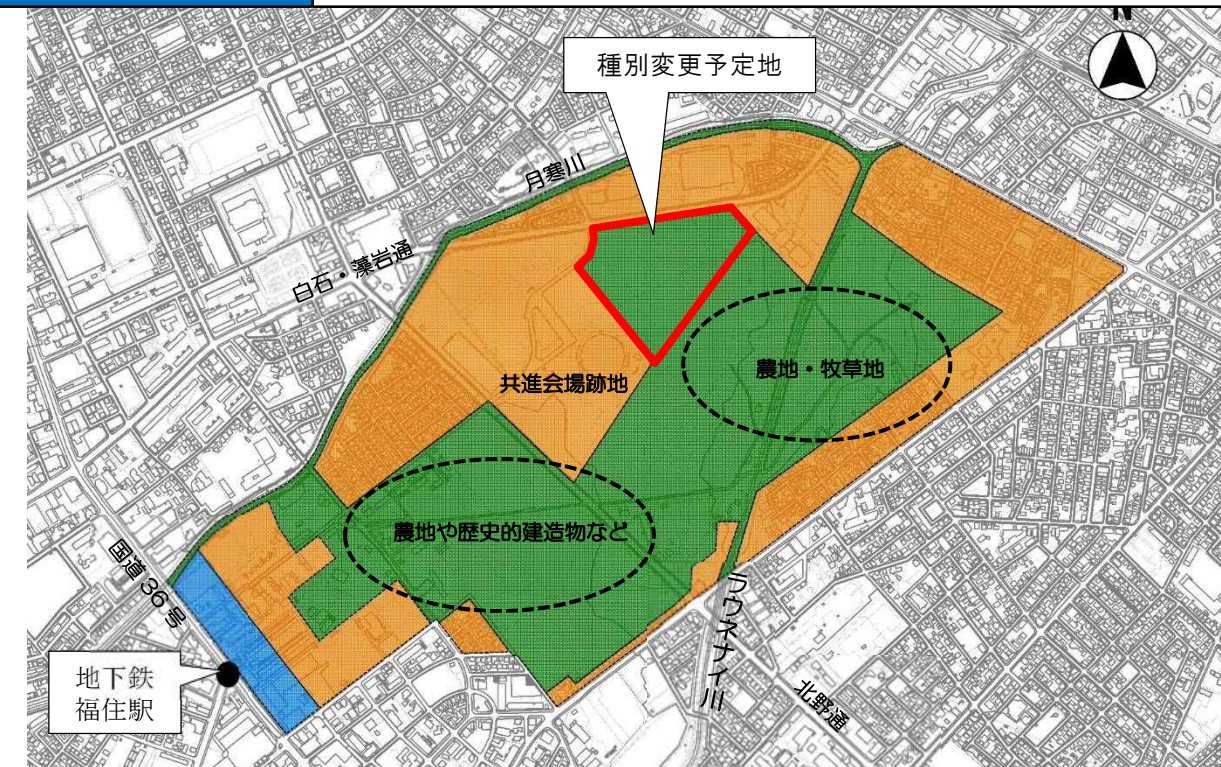 N
種別変更予定地
月寒川
白石・藻岩通
農地・牧草地
共進会場跡地
農地や歴史的建造物など
国道36号
ラウネナイ川
地下鉄
福住駅
北野通